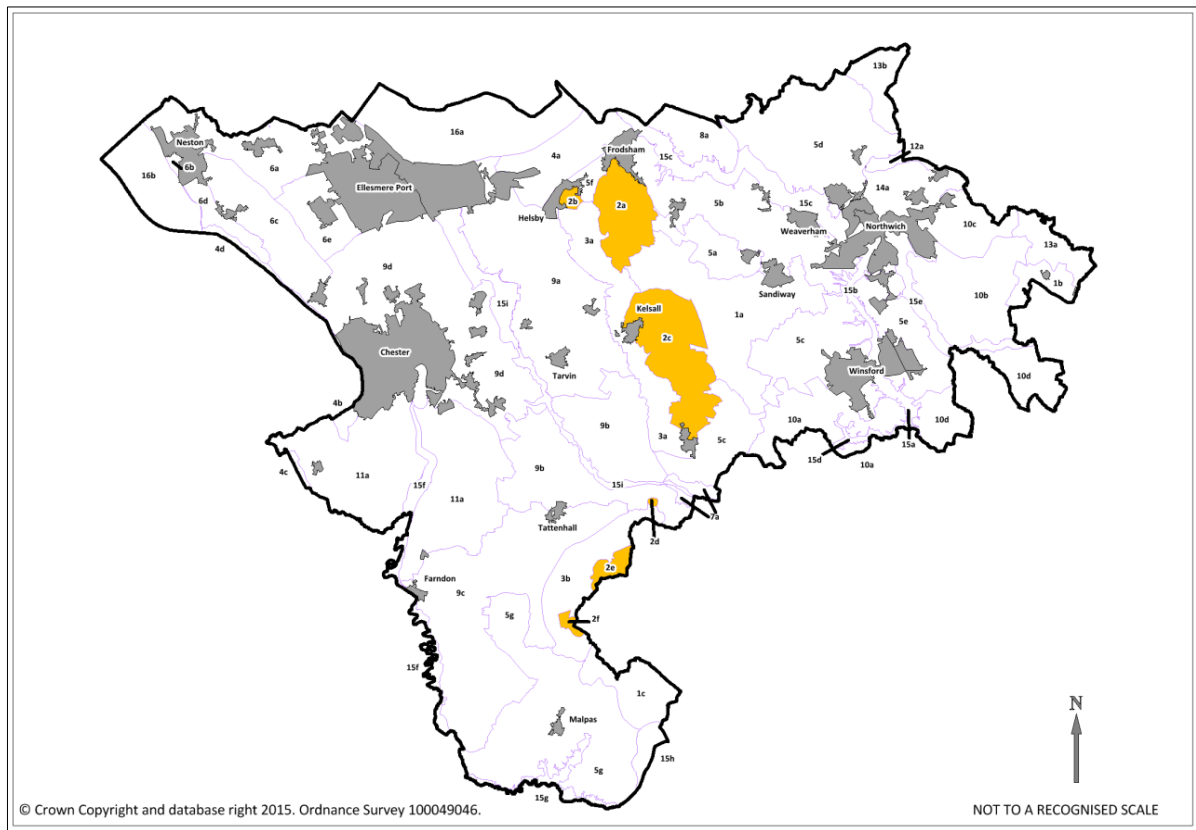 13b
16a
8a
Neston
5d
12a
4a
Frodsham
15c
16b
6b
6a
5f
Ellesmere Port
14a
6d
2b
2a
5b
15c
10c
Helsby
Weaverham
Northwich
6c
6e
3a
4d
13a
5a
9d
9a
Sandiway
1b
15b
10b
15i
15e
Kelsall
1a
5e
2c
5c
Chester
Winsford
Tarvin
9d
10d
4b
9b
3a
10a
10d
5c
15a
15d
10a
9b
4c
11a
15f
15i
11a
7a
Tattenhall
2d
2e
Farndon
3b
9c
5g
2f
15f
1c
N
Malpas
15h
5g
15g
© Crown Copyright and database right 2015. Ordnance Survey 100049046.
NOT TO A RECOGNISED SCALE